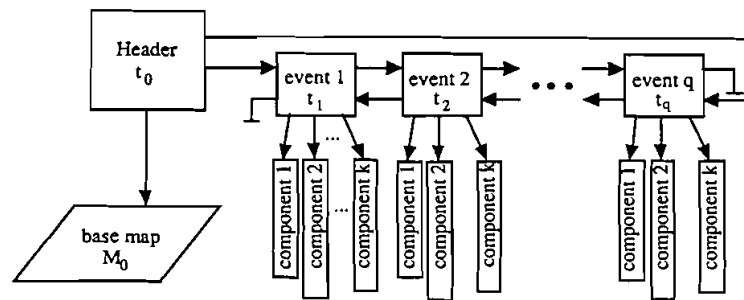 Header
t0
event 1
t1
event 2
t2
• • •
event q
tq
...
component 1
component 2
...
component k
component 1
component 2
component k
component 1
component 2
component k
base map
M0